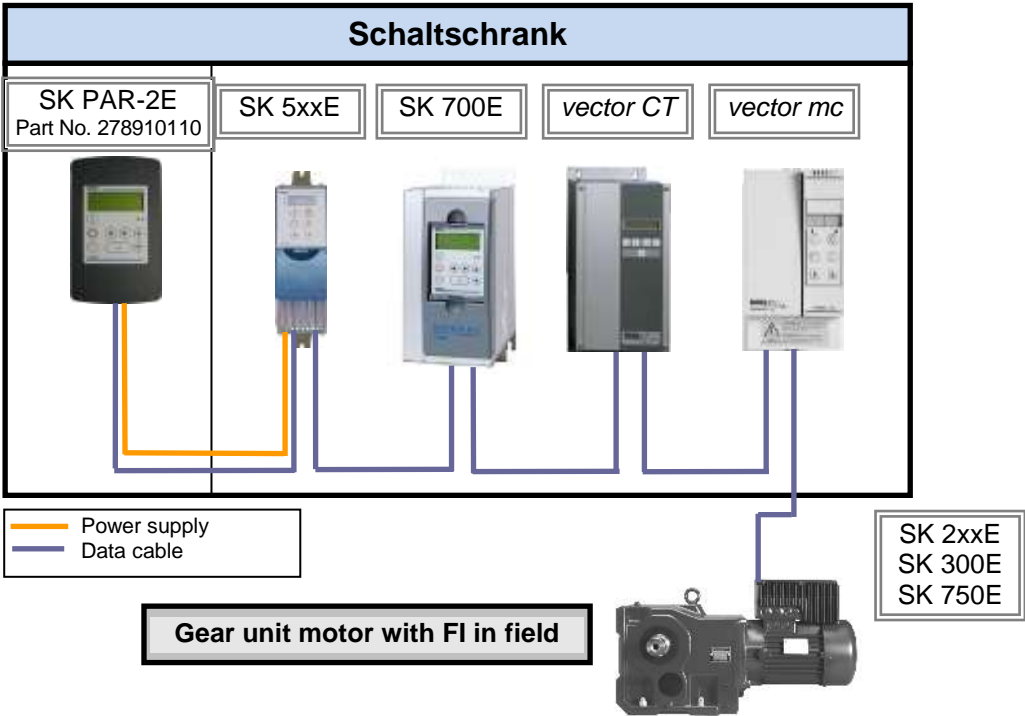 Schaltschrank
SK PAR-2E
Part No. 278910110
SK 5xxE
SK 700E
vector CT
vector mc
Power supply
Data cable
SK 2xxE
SK 300E
SK 750E
Gear unit motor with FI in field